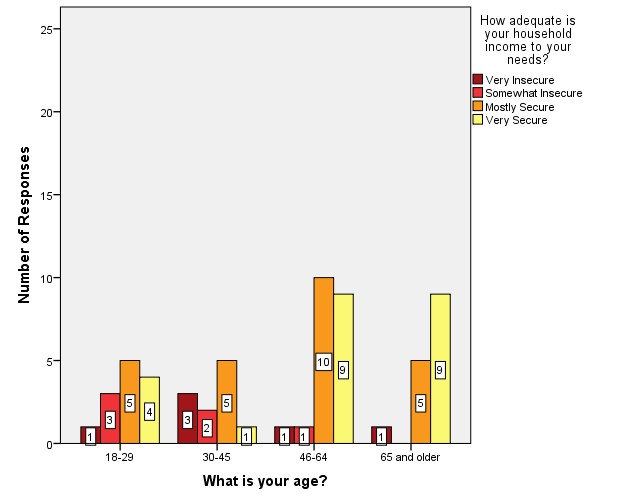 How adequate is
your household
income to your
needs?
Very Insecure
Somewhat Insecure
Mostly Secure
Very Secure
Number of Responses
25
20
15
10
5
0
1
3
5
4
3
2
5
1
1
1
10
9
1
5
9
18-29
30-45
46-64
65 and older
What is your age?